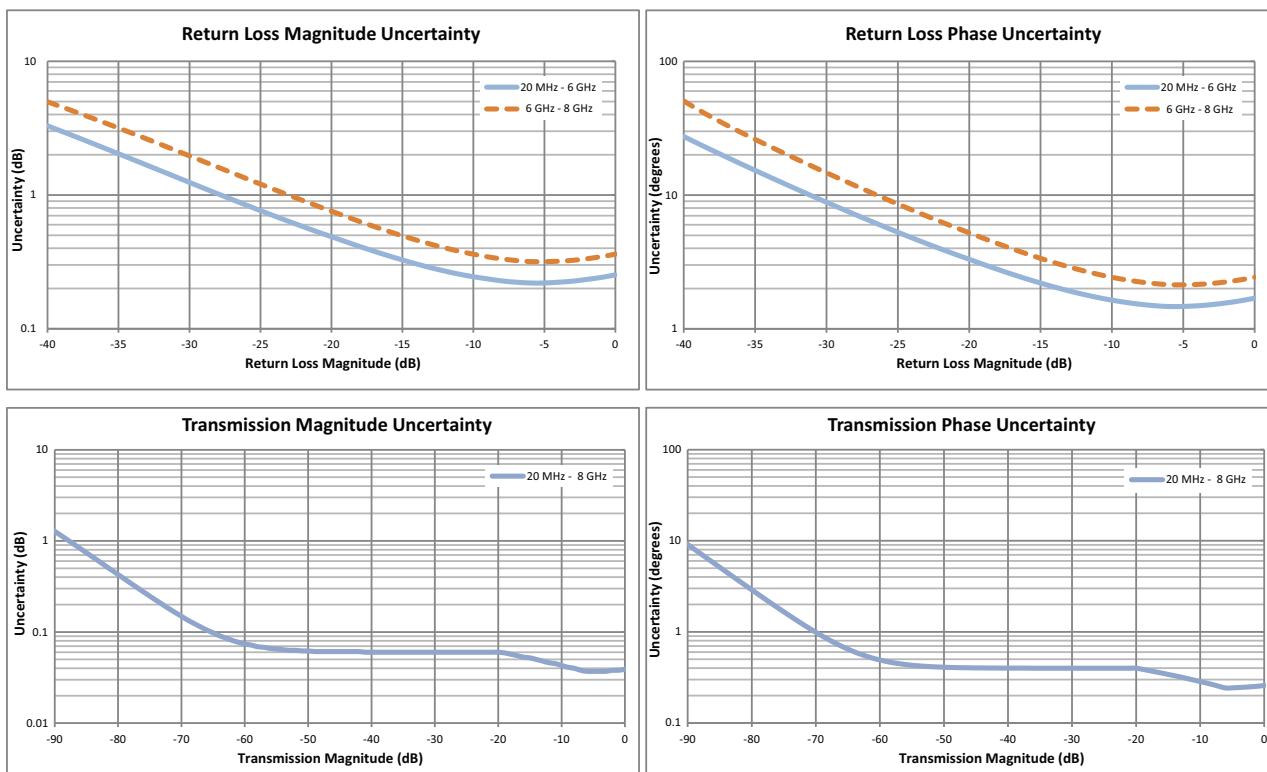 Return Loss Magnitude Uncertainty
10
1
0.1
Uncertainty (dB)
20 MHz - 6 GHz
6 GHz - 8 GHz
-40 -35 -30 -25 -20 -15 -10 -5 0
Return Loss Magnitude (dB)
Return Loss Phase Uncertainty
100
10
1
Uncertainty (degrees)
20 MHz - 6 GHz
6 GHz - 8 GHz
-40 -35 -30 -25 -20 -15 -10 -5 0
Return Loss Magnitude (dB)
Transmission Magnitude Uncertainty
10
1
0.1
0.01
Uncertainty (dB)
20 MHz - 8 GHz
-90 -80 -70 -60 -50 -40 -30 -20 -10 0
Transmission Magnitude (dB)
Transmission Phase Uncertainty
100
10
1
0.1
Uncertainty (degrees)
20 MHz - 8 GHz
-90 -80 -70 -60 -50 -40 -30 -20 -10 0
Transmission Magnitude (dB)